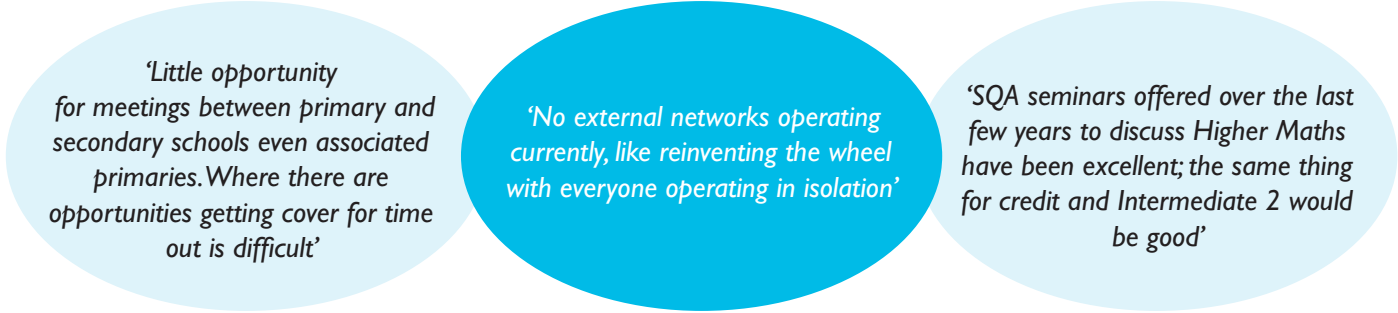 ‘Little opportunity
for meetings between primary and
secondary schools even associated
primaries. Where there are
opportunities getting cover for time
out is difficult’
‘No external networks operating
currently, like reinventing the wheel
with everyone operating in isolation’
‘SQA seminars offered over the last
few years to discuss Higher Maths
have been excellent; the same thing
for credit and Intermediate 2 would
be good’